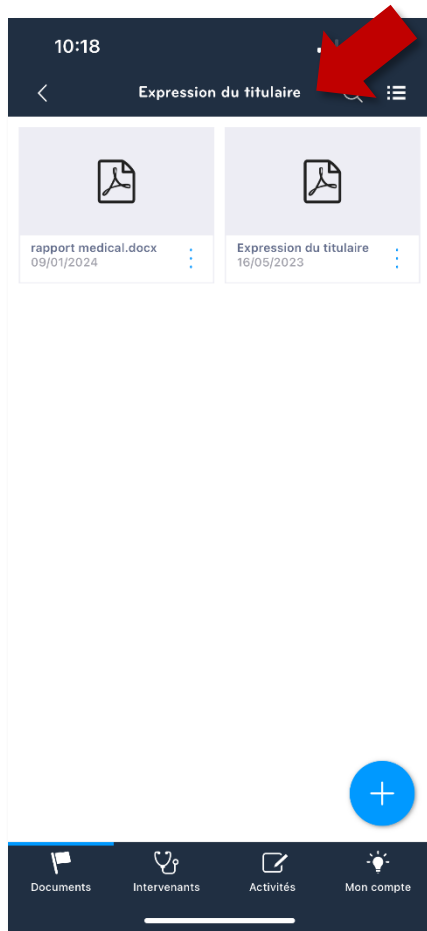 10:18
Expression du titulaire
rapport medical.docx
09/01/2024
Expression du titulaire
16/05/2023
Documents
Intervenants
Activités
Mon compte